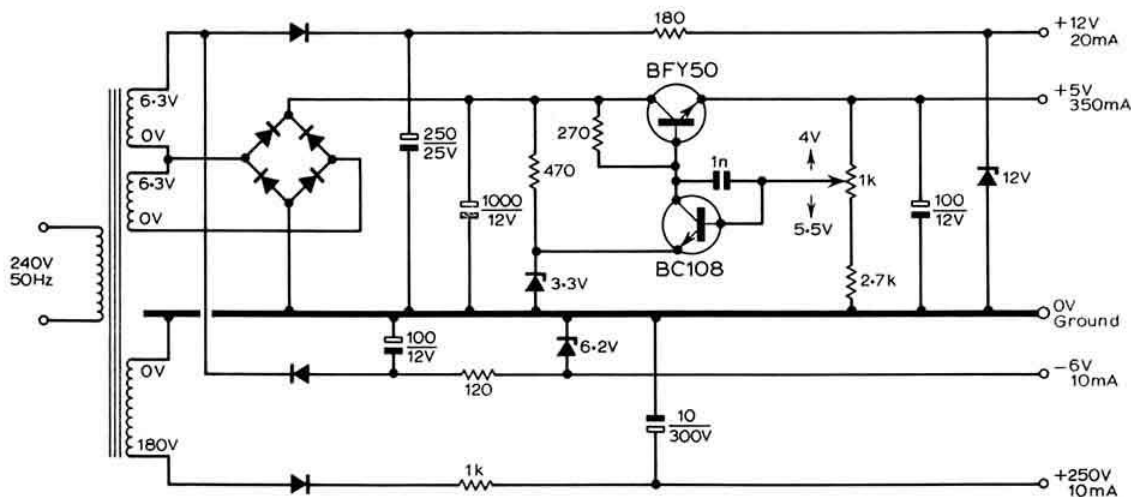 180
+12V
20mA
BFY50
+5V
350mA
6·3V
0V
6·3V
0V
250
25V
270
470
1n
4V
1k
5·5V
1000
12V
100
12V
12V
240V
50Hz
3·3V
BC108
2·7k
0V
Ground
100
12V
6·2V
0V
120
-6V
10mA
10
300V
180V
1k
+250V
10mA